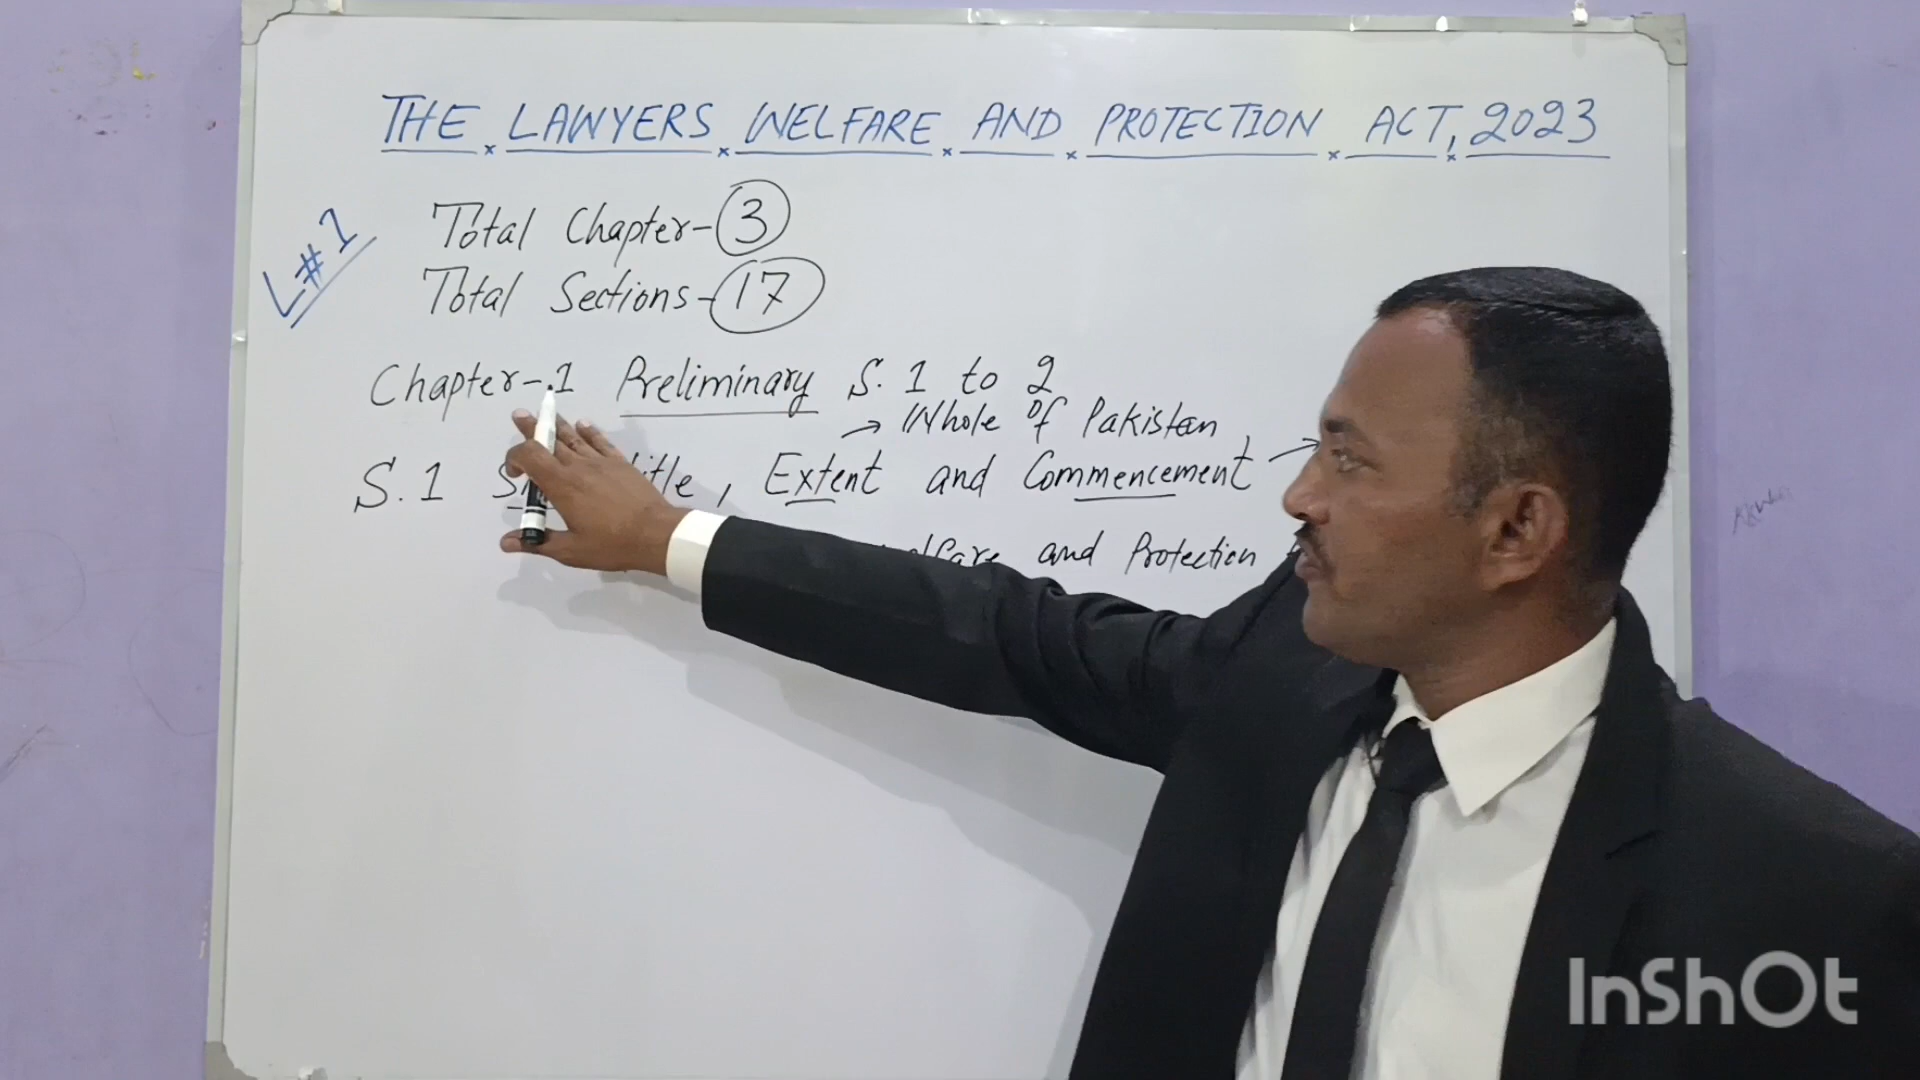 THE LAWYERS WELFARE AND PROTECTION ACT, 2023
L#1
Total Chapter-3
Total Sections-17
Chapter-1 Preliminary S. 1 to 2
→ Whole of Pakistan
S.1 Title, Extent and Commencement →
and Protection
InShOt